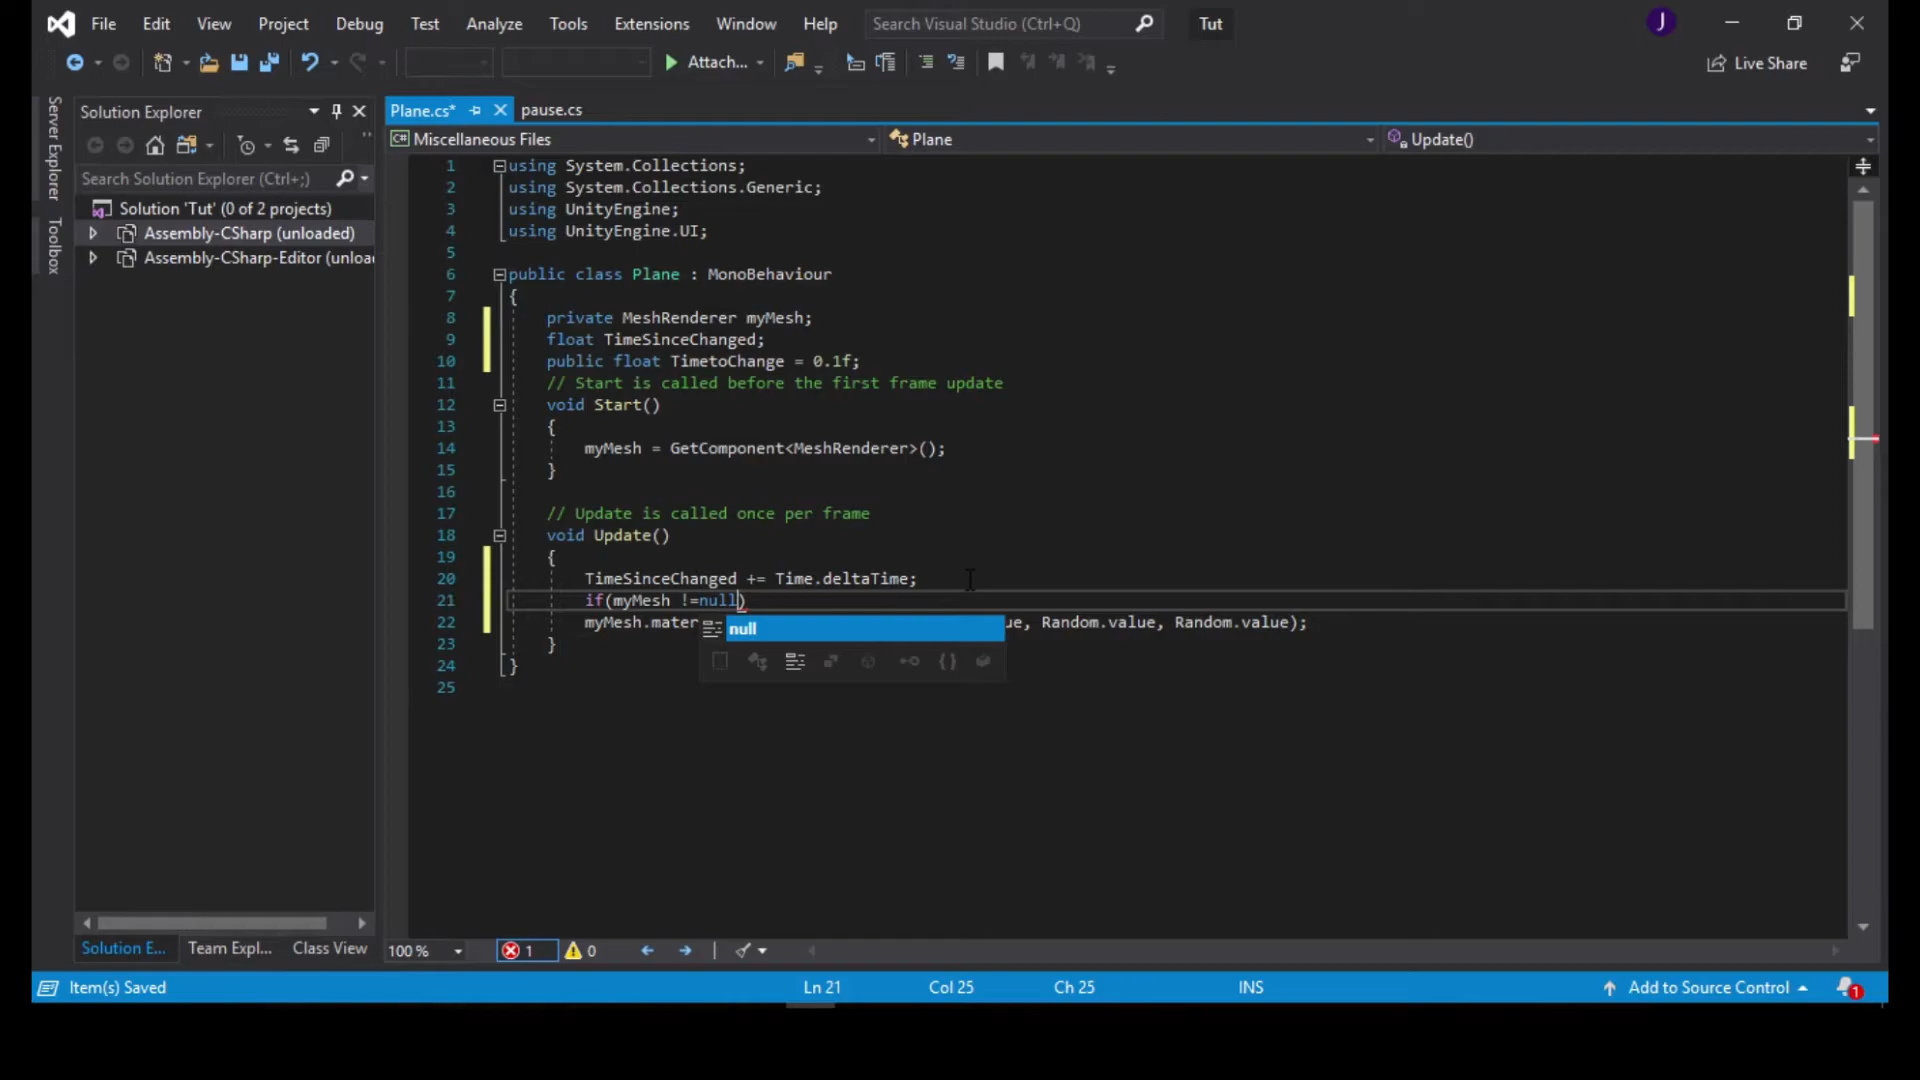 File Edit View Project Debug Test Analyze Tools Extensions Window Help Search Visual Studio (Ctrl+Q) Tut J
Attach... Live Share
Server Explorer
Toolbox
Solution Explorer
Search Solution Explorer (Ctrl+;)
Solution 'Tut' (0 of 2 projects)
Assembly-CSharp (unloaded)
Assembly-CSharp-Editor (unloa
Plane.cs* pause.cs
Miscellaneous Files Plane Update()
1 using System.Collections;
2 using System.Collections.Generic;
3 using UnityEngine;
4 using UnityEngine.UI;
5
6 public class Plane : MonoBehaviour
7 {
8 private MeshRenderer myMesh;
9 float TimeSinceChanged;
10 public float TimetoChange = 0.1f;
11 // Start is called before the first frame update
12 void Start()
13 {
14 myMesh = GetComponent<MeshRenderer>();
15 }
16
17 // Update is called once per frame
18 void Update()
19 {
20 TimeSinceChanged += Time.deltaTime;
21 if(myMesh !=null)
22 myMesh.mater ue, Random.value, Random.value);
null
23 }
24 }
25
Solution E... Team Expl... Class View
100 % 1 0
Item(s) Saved Ln 21 Col 25 Ch 25 INS Add to Source Control 1